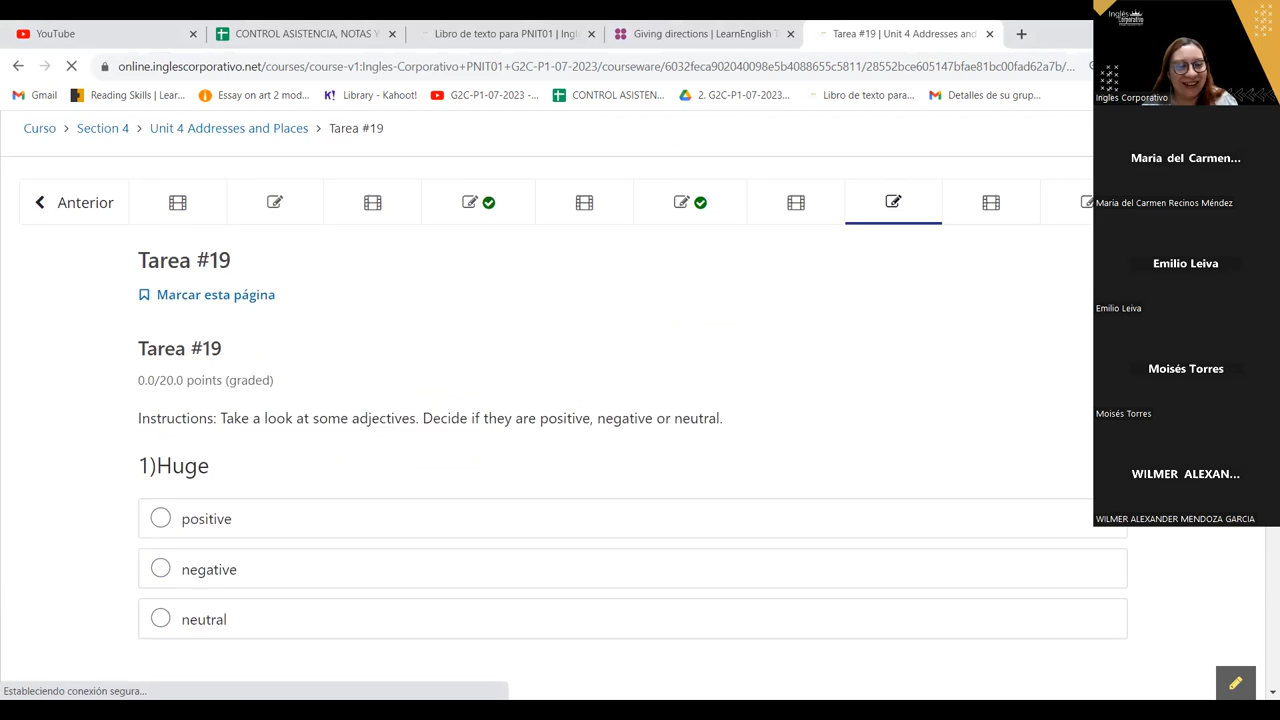 YouTube
CONTROL ASISTENCIA, NOTAS Y
Libro de texto para PNIT01 | Ingl
Giving directions | LearnEnglish T
Tarea #19 | Unit 4 Addresses and
online.inglescorporativo.net/courses/course-v1:Ingles-Corporativo+PNIT01+G2C-P1-07-2023/courseware/6032feca902040098e5b4088655c5811/28552bce605147bfae81bc00fad62a7b/...
Gmail
Reading Skills | Lear...
Essay on art 2 mod...
Library - Ka
G2C-P1-07-2023 -...
CONTROL ASISTEN...
2. G2C-P1-07-2023...
Libro de texto para...
Detalles de su grup...
Curso > Section 4 > Unit 4 Addresses and Places > Tarea #19
Anterior
Tarea #19
Marcar esta página
Tarea #19
0.0/20.0 points (graded)
Instructions: Take a look at some adjectives. Decide if they are positive, negative or neutral.
1)Huge
positive
negative
neutral
Estableciendo conexión segura...
Inglés
Corporativo
Ingles Corporativo
Maria del Carmen...
Maria del Carmen Recinos Méndez
Emilio Leiva
Emilio Leiva
Moisés Torres
Moisés Torres
WILMER ALEXAN...
WILMER ALEXANDER MENDOZA GARCIA